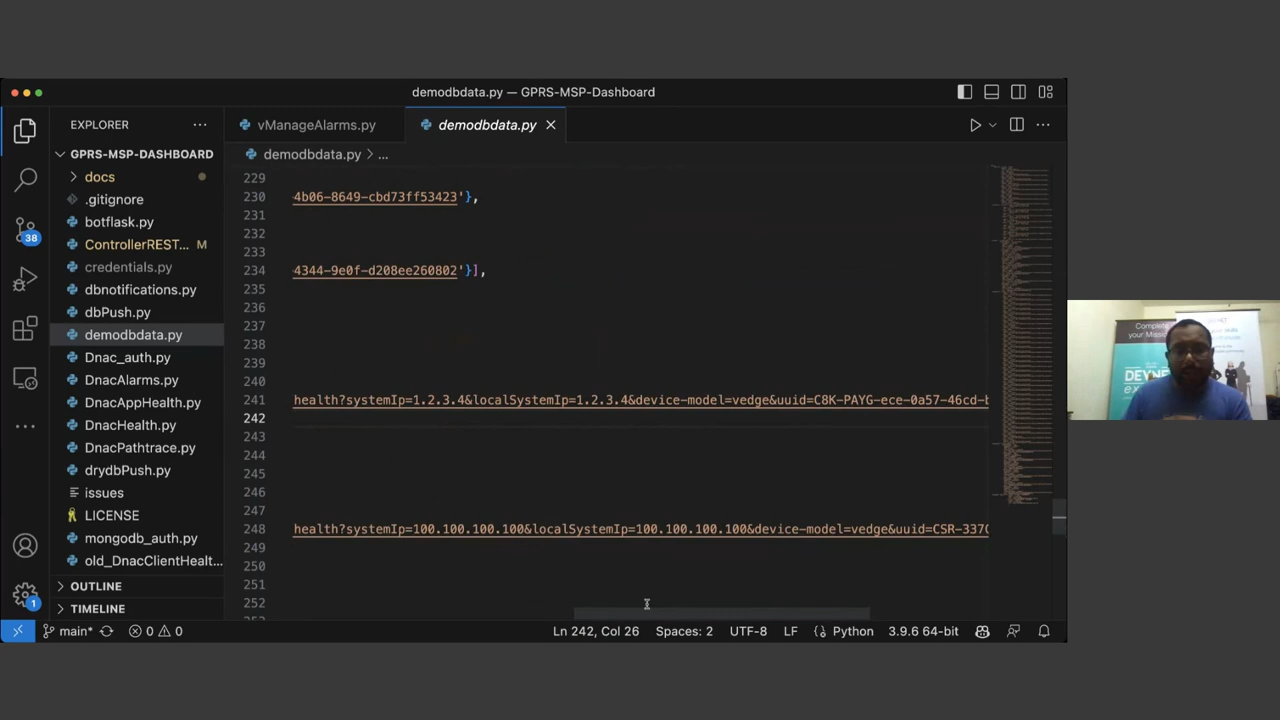 demodbdata.py — GPRS-MSP-Dashboard
EXPLORER
vManageAlarms.py
demodbdata.py
GPRS-MSP-DASHBOARD
demodbdata.py > ...
docs
.gitignore
botflask.py
ControllerREST... M
credentials.py
dbnotifications.py
dbPush.py
demodbdata.py
Dnac_auth.py
DnacAlarms.py
DnacAppHealth.py
DnacHealth.py
DnacPathtrace.py
drydbPush.py
issues
LICENSE
mongodb_auth.py
old_DnacClientHealt...
OUTLINE
TIMELINE
38
1
229
230 4b06-8649-cbd73ff53423'},
231
232
233
234 4344-9e0f-d208ee260802'}],
235
236
237
238
239
240
241 health?systemIp=1.2.3.4&localSystemIp=1.2.3.4&device-model=vedge&uuid=C8K-PAYG-ece-0a57-46cd-b
242
243
244
245
246
247
248 health?systemIp=100.100.100.100&localSystemIp=100.100.100.100&device-model=vedge&uuid=CSR-337C
249
250
251
252
main* 0 0
Ln 242, Col 26 Spaces: 2 UTF-8 LF Python 3.9.6 64-bit
Complete
your Missio